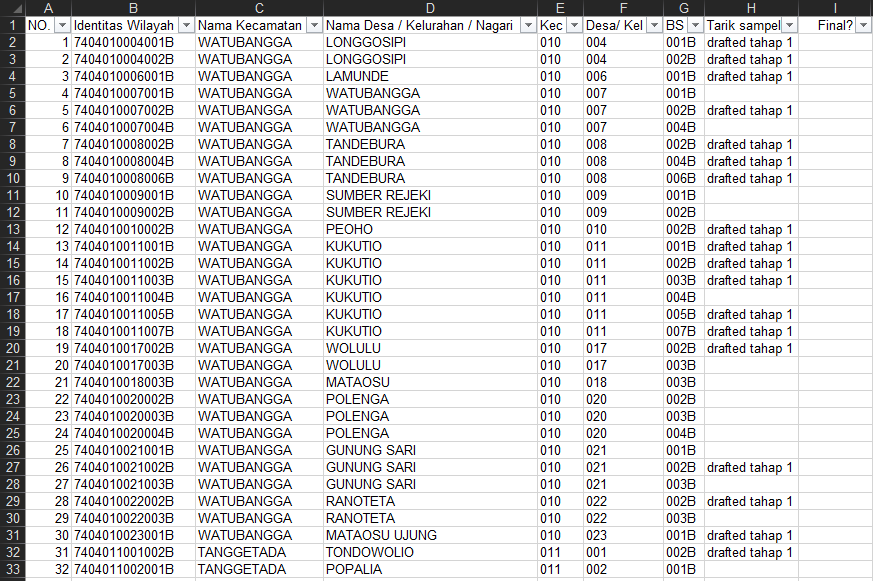 A B C D E F G H I
1 NO. Identitas Wilayah Nama Kecamatan Nama Desa / Kelurahan / Nagari Kec Desa/ Kel BS Tarik sampel Final?
2 1 7404010004001B WATUBANGGA LONGGOSIPI 010 004 001B drafted tahap 1
3 2 7404010004002B WATUBANGGA LONGGOSIPI 010 004 002B drafted tahap 1
4 3 7404010006001B WATUBANGGA LAMUNDE 010 006 001B drafted tahap 1
5 4 7404010007001B WATUBANGGA WATUBANGGA 010 007 001B
6 5 7404010007002B WATUBANGGA WATUBANGGA 010 007 002B drafted tahap 1
7 6 7404010007004B WATUBANGGA WATUBANGGA 010 007 004B
8 7 7404010008002B WATUBANGGA TANDEBURA 010 008 002B drafted tahap 1
9 8 7404010008004B WATUBANGGA TANDEBURA 010 008 004B drafted tahap 1
10 9 7404010008006B WATUBANGGA TANDEBURA 010 008 006B drafted tahap 1
11 10 7404010009001B WATUBANGGA SUMBER REJEKI 010 009 001B
12 11 7404010009002B WATUBANGGA SUMBER REJEKI 010 009 002B
13 12 7404010010002B WATUBANGGA PEOHO 010 010 002B drafted tahap 1
14 13 7404010011001B WATUBANGGA KUKUTIO 010 011 001B drafted tahap 1
15 14 7404010011002B WATUBANGGA KUKUTIO 010 011 002B drafted tahap 1
16 15 7404010011003B WATUBANGGA KUKUTIO 010 011 003B drafted tahap 1
17 16 7404010011004B WATUBANGGA KUKUTIO 010 011 004B
18 17 7404010011005B WATUBANGGA KUKUTIO 010 011 005B drafted tahap 1
19 18 7404010011007B WATUBANGGA KUKUTIO 010 011 007B drafted tahap 1
20 19 7404010017002B WATUBANGGA WOLULU 010 017 002B drafted tahap 1
21 20 7404010017003B WATUBANGGA WOLULU 010 017 003B
22 21 7404010018003B WATUBANGGA MATAOSU 010 018 003B
23 22 7404010020002B WATUBANGGA POLENGA 010 020 002B
24 23 7404010020003B WATUBANGGA POLENGA 010 020 003B
25 24 7404010020004B WATUBANGGA POLENGA 010 020 004B
26 25 7404010021001B WATUBANGGA GUNUNG SARI 010 021 001B
27 26 7404010021002B WATUBANGGA GUNUNG SARI 010 021 002B drafted tahap 1
28 27 7404010021003B WATUBANGGA GUNUNG SARI 010 021 003B
29 28 7404010022002B WATUBANGGA RANOTETA 010 022 002B drafted tahap 1
30 29 7404010022003B WATUBANGGA RANOTETA 010 022 003B
31 30 7404010023001B WATUBANGGA MATAOSU UJUNG 010 023 001B drafted tahap 1
32 31 7404011001002B TANGGETADA TONDOWOLIO 011 001 002B drafted tahap 1
33 32 7404011002001B TANGGETADA POPALIA 011 002 001B